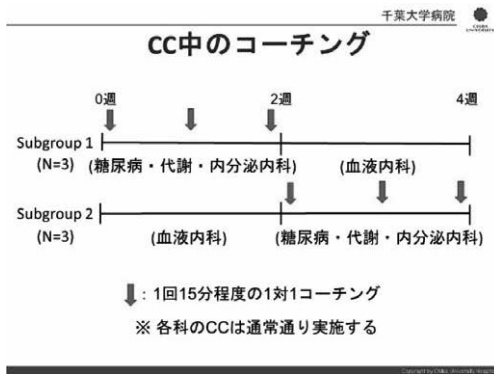 千葉大学病院
CC中のコーチング
0週 2週 4週
Subgroup 1
(N=3) (糖尿病・代謝・内分泌内科) (血液内科)
Subgroup 2
(N=3) (血液内科) (糖尿病・代謝・内分泌内科)
：1回15分程度の1対1コーチング
※ 各科のCCは通常通り実施する